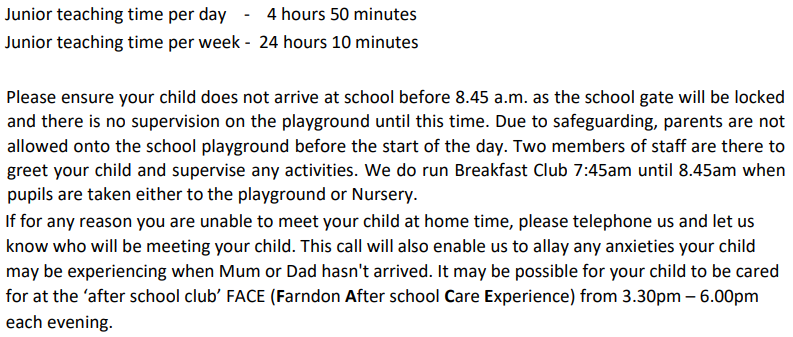 Junior teaching time per day - 4 hours 50 minutes
Junior teaching time per week - 24 hours 10 minutes
Please ensure your child does not arrive at school before 8.45 a.m. as the school gate will be locked
and there is no supervision on the playground until this time. Due to safeguarding, parents are not
allowed onto the school playground before the start of the day. Two members of staff are there to
greet your child and supervise any activities. We do run Breakfast Club 7:45am until 8.45am when
pupils are taken either to the playground or Nursery.
If for any reason you are unable to meet your child at home time, please telephone us and let us
know who will be meeting your child. This call will also enable us to allay any anxieties your child
may be experiencing when Mum or Dad hasn't arrived. It may be possible for your child to be cared
for at the ‘after school club’ FACE (Farndon After school Care Experience) from 3.30pm – 6.00pm
each evening.